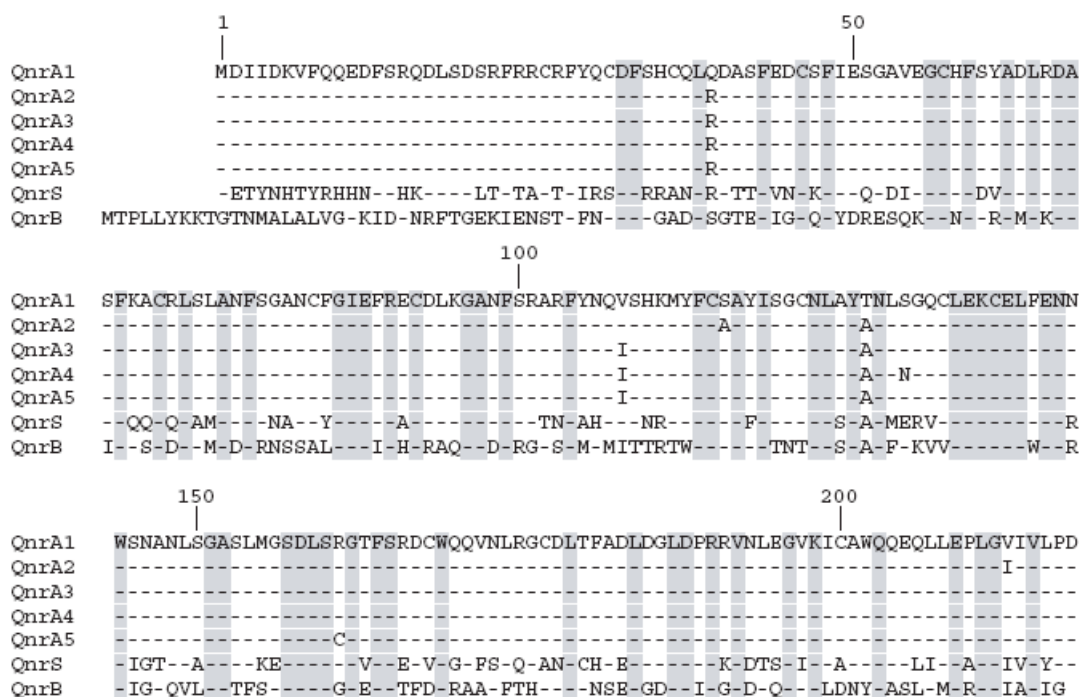 1 50
QnrA1 MDIIDKVFQQEDFSRQDLSDSRFRRCRFYQCDFSHCQLQDASFEDCSFIESGAVEGCHFSYADLRDA
QnrA2 --------------------------------------R----------------------------
QnrA3 --------------------------------------R----------------------------
QnrA4 --------------------------------------R----------------------------
QnrA5 --------------------------------------R----------------------------
QnrS -ETYNHTYRHHN--HK----LT-TA-T-IRS--RRAN-R-TT-VN-K---Q-DI-----DV------
QnrB MTPLLYKKTGTNMALALVG-KID-NRFTGEKIENST-FN----GAD-SGTE-IG-Q-YDRESQK--N--R-M-K--
100
QnrA1 SFKACRLSLANFSGANCFGIEFRECDLKGANFSRARFYNQVSHKMYFCSAYISGCNLAYTNLSGQCLEKCELFENN
QnrA2 ------------------------------------------------A----------A----------------
QnrA3 ----------------------------------------I------------------A----------------
QnrA4 ----------------------------------------I------------------A--N-------------
QnrA5 ----------------------------------------I------------------A----------------
QnrS --QQ-Q-AM----NA--Y-----A----------TN-AH---NR------F------S-A-MERV----------R
QnrB I--S-D--M-D-RNSSAL---I-H-RAQ--D-RG-S-M-MITTRTW------TNT--S-A-F-KVV------W--R
150 200
QnrA1 WSNANLSGASLMGSDLSRGTFSRDCWQQVNLRGCDLTFADLDGLDPRRVNLEGVKICAWQQEQLLEPLGVIVLPD
QnrA2 ---------------------------------------------------------------------I-----
QnrA3 ---------------------------------------------------------------------------
QnrA4 ---------------------------------------------------------------------------
QnrA5 -----------------C---------------------------------------------------------
QnrS -IGT--A----KE------V--E-V-G-FS-Q-AN-CH-E-------K-DTS-I--A-----LI--A--IV-Y--
QnrB -IG-QVL--TFS-----G-E-TFD-RAA-FTH-----NSE-GD--I-G-D-Q---LDNY-ASL-M-R--IA-IG